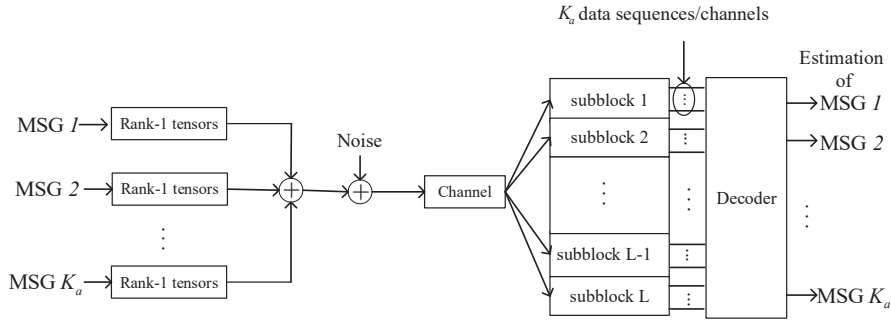 K_a data sequences/channels
Estimation
of
MSG 1
Rank-1 tensors
MSG 2
Rank-1 tensors
⋮
MSG K_a
Rank-1 tensors
Noise
Channel
subblock 1
subblock 2
⋮
subblock L-1
subblock L
Decoder
MSG 1
MSG 2
⋮
MSG K_a